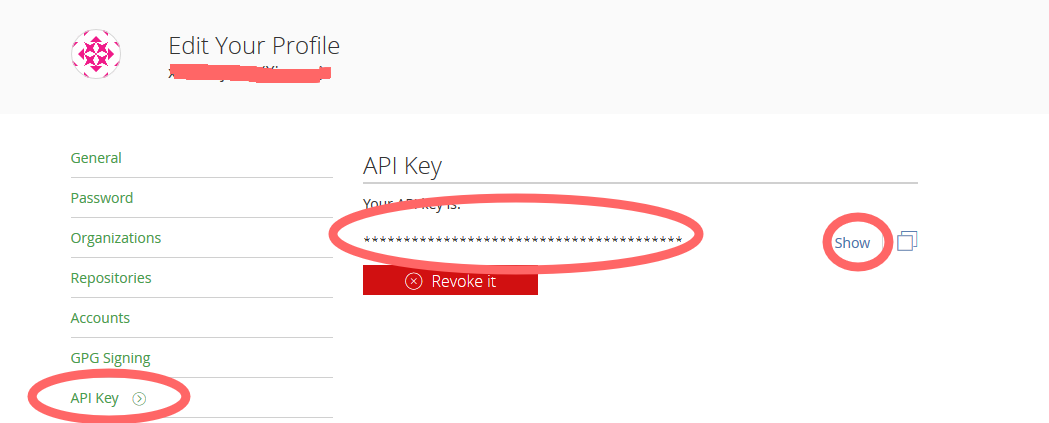 Edit Your Profile
General
Password
Organizations
Repositories
Accounts
GPG Signing
API Key
API Key
Your API key is:
****************************************
Show
Revoke it